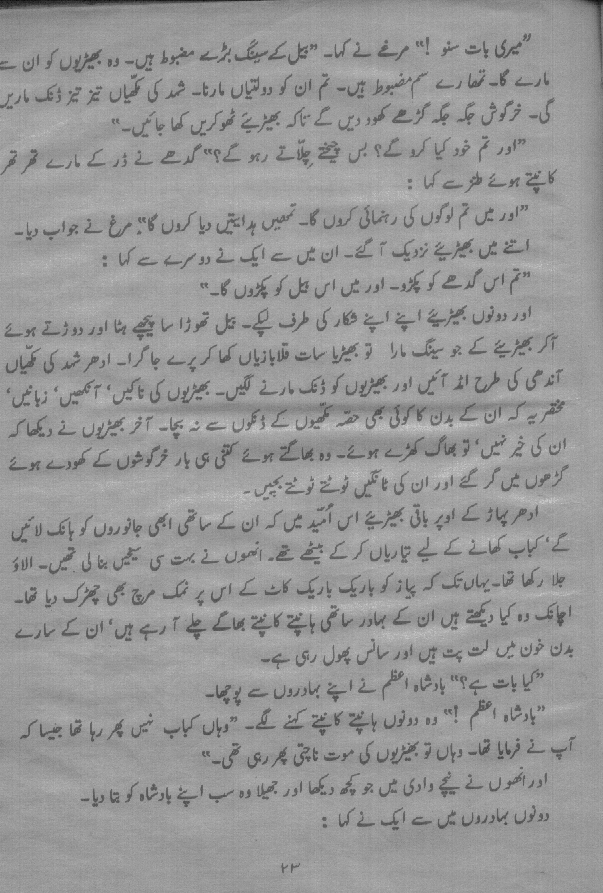 "میری بات سنو !" مرغے نے کہا۔ "بیل کے سینگ بڑے مضبوط ہیں۔ وہ بھیڑیوں کو ان سے
مارے گا۔ تمھارے سم مضبوط ہیں۔ تم ان کو دولتیاں مارنا۔ شہد کی مکھیاں تیز تیز ڈنک ماریں
گی۔ خرگوش جگہ جگہ گڑھے کھود دیں گے تاکہ بھیڑیئے ٹھوکریں کھا جائیں۔"
"اور تم خود کیا کرو گے؟ بس چیختے چلّاتے رہو گے؟" گدھے نے ڈر کے مارے تھر تھر
کانپتے ہوئے طنز سے کہا :
"اور میں تم لوگوں کی رہنمائی کروں گا۔ تمھیں ہدایتیں دیا کروں گا"۔ مرغ نے جواب دیا۔
اتنے میں بھیڑیئے نزدیک آ گئے۔ ان میں سے ایک نے دوسرے سے کہا :
"تم اس گدھے کو پکڑو۔ اور میں اس بیل کو پکڑوں گا۔"
اور دونوں بھیڑیئے اپنے اپنے شکار کی طرف لپکے۔ بیل تھوڑا سا پیچھے ہٹا اور دوڑتے ہوئے
آ کر بھیڑیئے کے جو سینگ مارا تو بھیڑیا سات قلابازیاں کھا کر پرے جا گرا۔ ادھر شہد کی مکھیاں
آندھی کی طرح امڈ آئیں اور بھیڑیوں کو ڈنک مارنے لگیں۔ بھیڑیوں کی ناکیں، آنکھیں، زبانیں،
مختصر یہ کہ ان کے بدن کا کوئی بھی حصہ مکھیوں کے ڈنکوں سے نہ بچا۔ آخر بھیڑیوں نے دیکھا کہ
ان کی خیر نہیں، تو بھاگ کھڑے ہوئے۔ وہ بھاگتے ہوئے کتنی ہی بار خرگوشوں کے کھودے ہوئے
گڑھوں میں گر گئے اور ان کی ٹانگیں ٹوٹتے ٹوٹتے بچیں۔
ادھر پہاڑ کے اوپر باقی بھیڑیئے اس اُمّید میں کہ ان کے ساتھی ابھی جانوروں کو ہانک لائیں
گے، کباب کھانے کے لیے تیاریاں کر کے بیٹھے تھے۔ انھوں نے بہت سی سیخیں بنا لی تھیں۔ الاؤ
جلا رکھا تھا۔ یہاں تک کہ پیاز کو باریک باریک کاٹ کے اس پر نمک مرچ بھی چھڑک دیا تھا۔
اچانک وہ کیا دیکھتے ہیں ان کے بہادر ساتھی ہانپتے کانپتے بھاگے چلے آ رہے ہیں، ان کے سارے
بدن خون میں لت پت ہیں اور سانس پھول رہی ہے۔
"کیا بات ہے؟" بادشاہ اعظم نے اپنے بہادروں سے پوچھا۔
"بادشاہ اعظم !" وہ دونوں ہانپتے کانپتے کہنے لگے۔ "وہاں کباب نہیں پھر رہا تھا جیسا کہ
آپ نے فرمایا تھا۔ وہاں تو بھیڑیوں کی موت ناچتی پھر رہی تھی۔"
اور انھوں نے نیچے وادی میں جو کچھ دیکھا اور جھیلا وہ سب اپنے بادشاہ کو بتا دیا۔
دونوں بہادروں میں سے ایک نے کہا :
۲۳